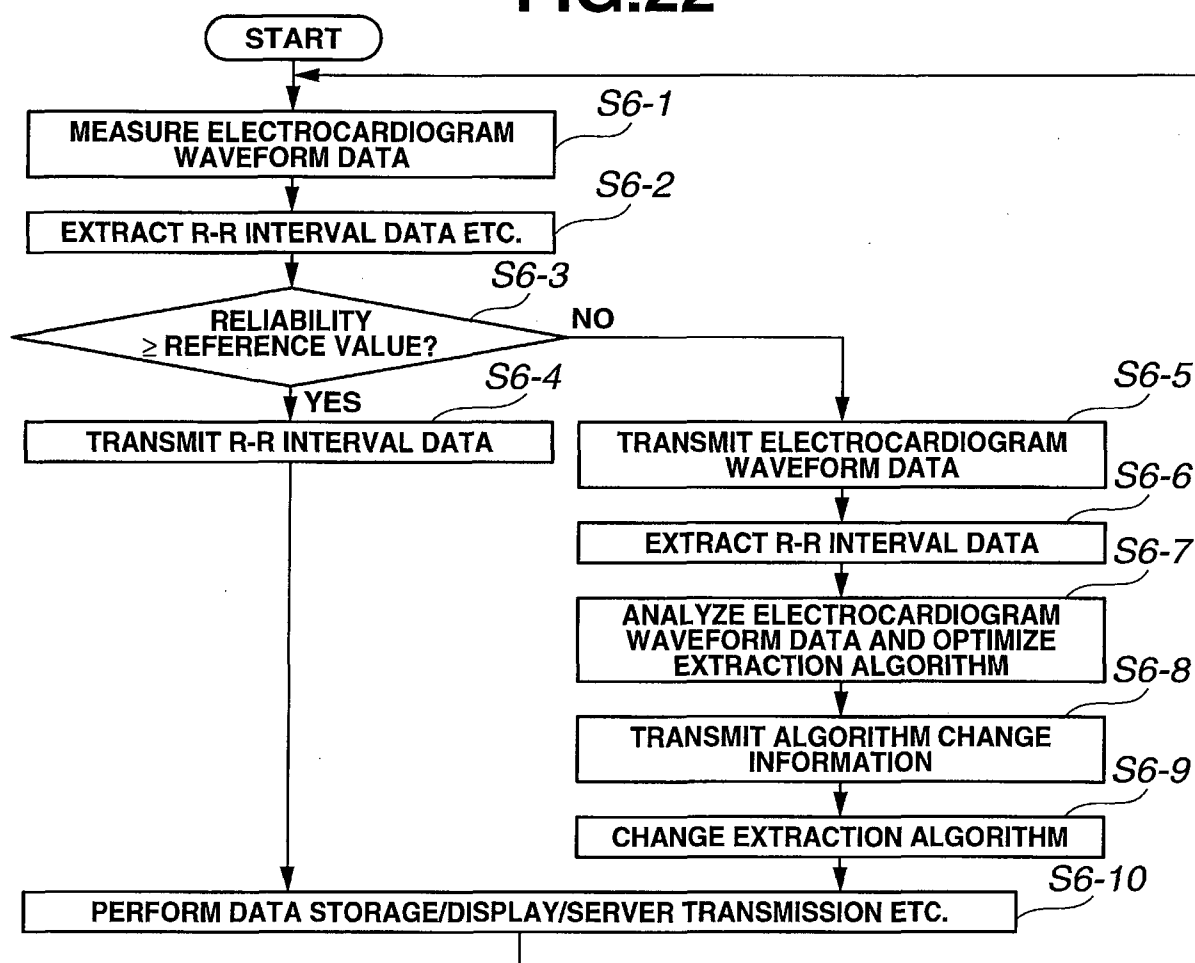 FIG.22
START
S6-1
MEASURE ELECTROCARDIOGRAM
WAVEFORM DATA
S6-2
EXTRACT R-R INTERVAL DATA ETC.
S6-3
RELIABILITY
≥ REFERENCE VALUE?
NO
YES
S6-4
TRANSMIT R-R INTERVAL DATA
S6-5
TRANSMIT ELECTROCARDIOGRAM
WAVEFORM DATA
S6-6
EXTRACT R-R INTERVAL DATA
S6-7
ANALYZE ELECTROCARDIOGRAM
WAVEFORM DATA AND OPTIMIZE
EXTRACTION ALGORITHM
S6-8
TRANSMIT ALGORITHM CHANGE
INFORMATION
S6-9
CHANGE EXTRACTION ALGORITHM
S6-10
PERFORM DATA STORAGE/DISPLAY/SERVER TRANSMISSION ETC.